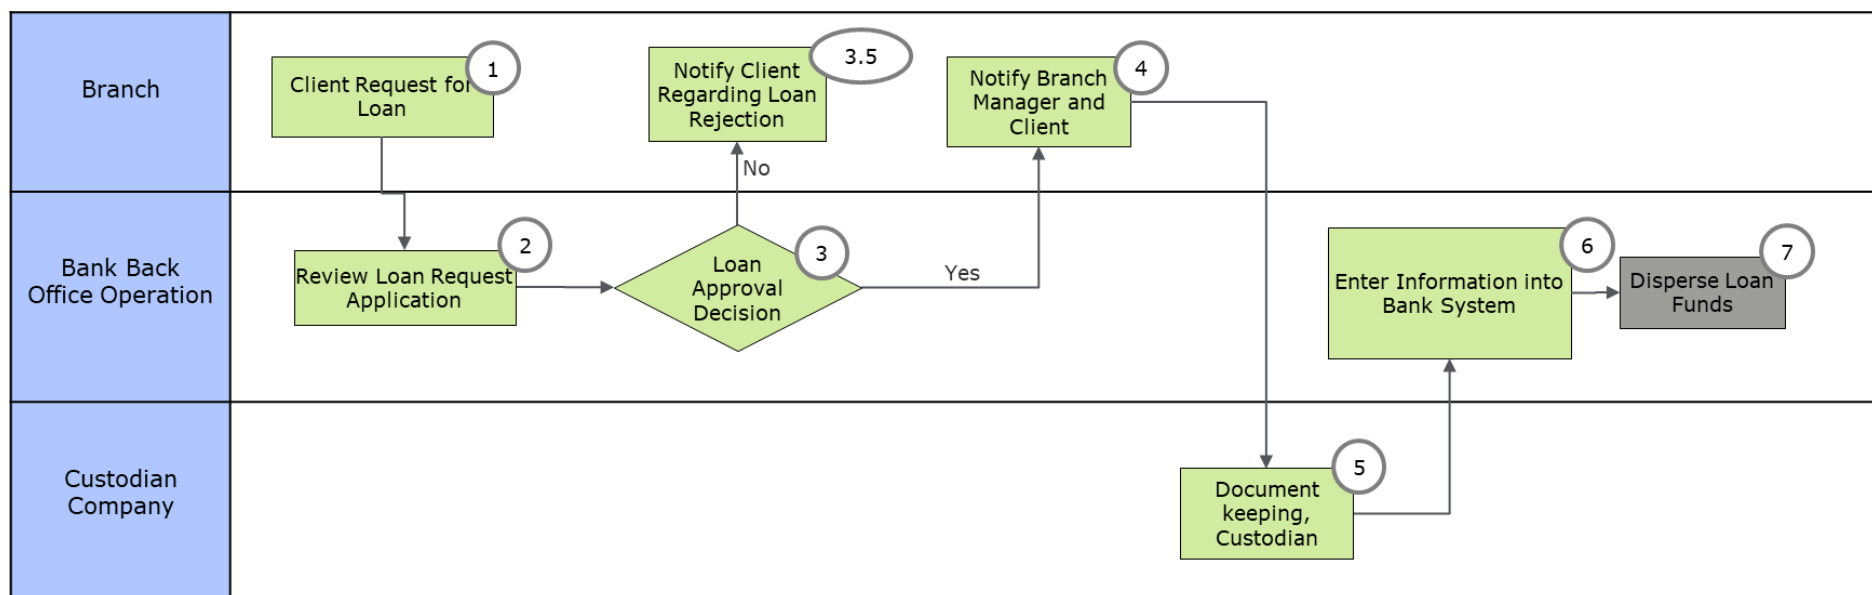 Branch
Client Request for
Loan
1
Notify Client
Regarding Loan
Rejection
3.5
Notify Branch
Manager and
Client
4
No
Bank Back
Office Operation
Review Loan Request
Application
2
Loan
Approval
Decision
3
Yes
Enter Information into
Bank System
6
Disperse Loan
Funds
7
Custodian
Company
Document
keeping,
Custodian
5